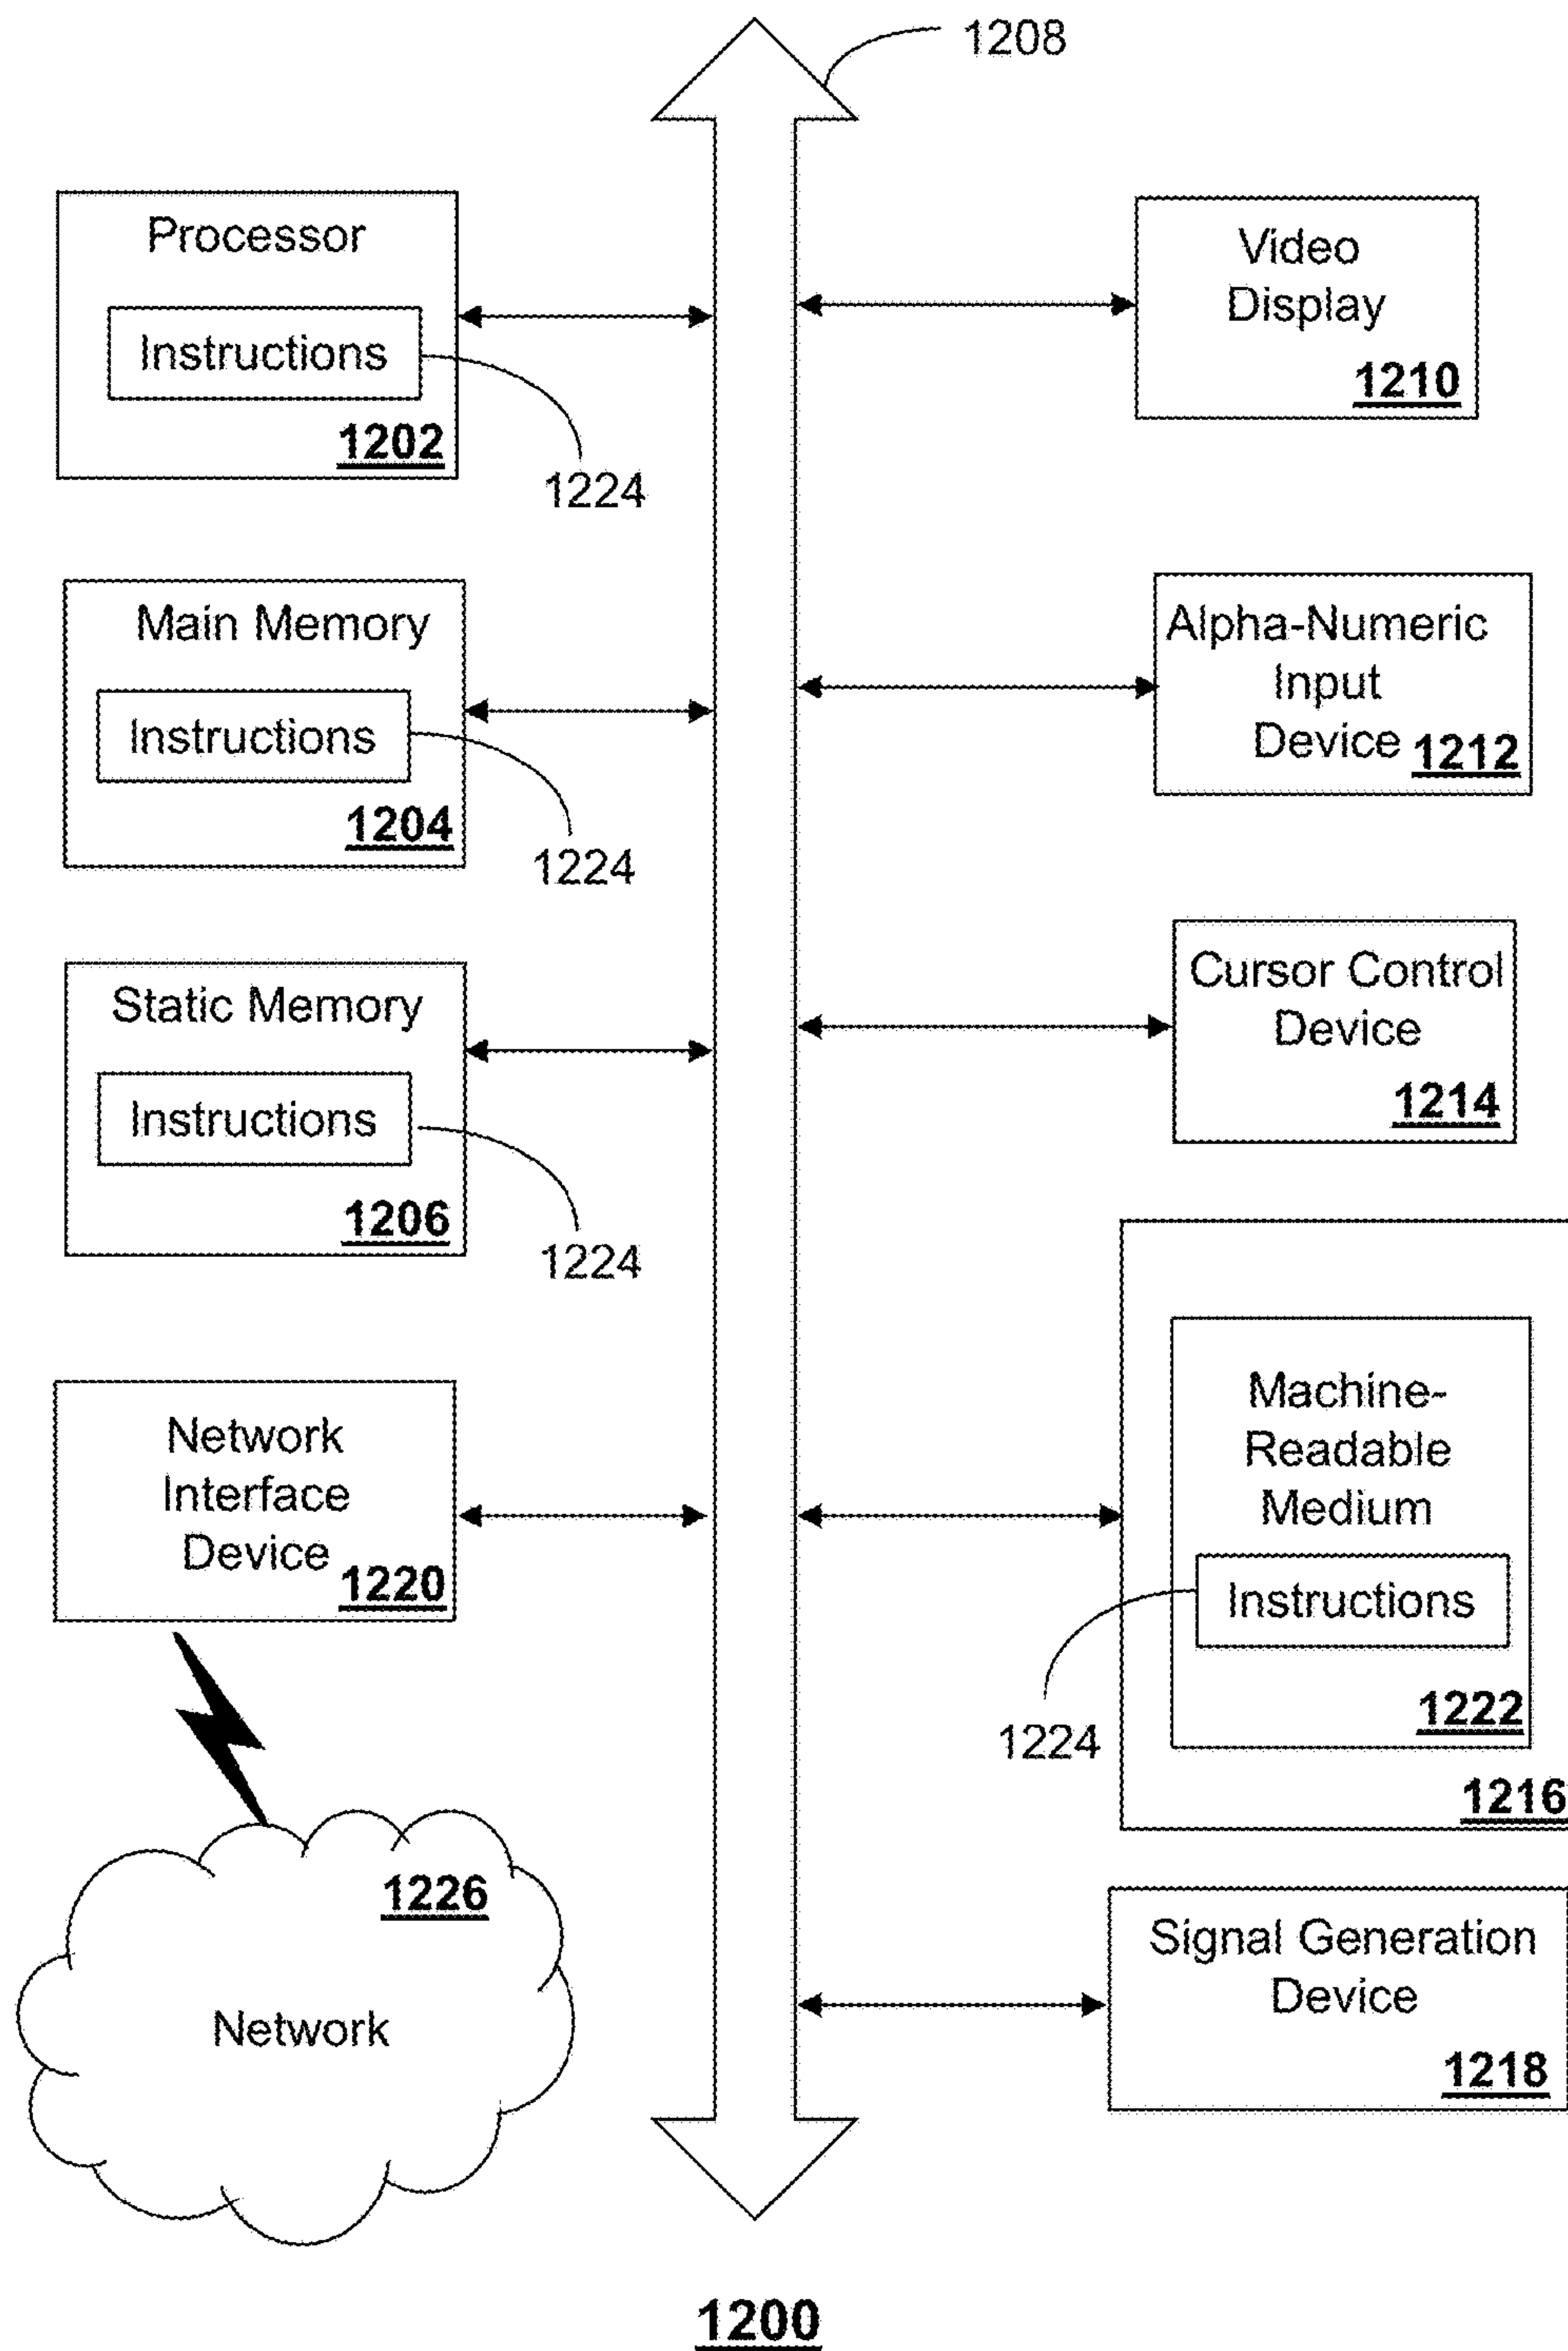 1208
Processor
Instructions
1202
1224
Main Memory
Instructions
1204
1224
Static Memory
Instructions
1206
1224
Network
Interface
Device
1220
1226
Network
Video
Display
1210
Alpha-Numeric
Input
Device 1212
Cursor Control
Device
1214
Machine-
Readable
Medium
Instructions
1222
1224
1216
Signal Generation
Device
1218
1200